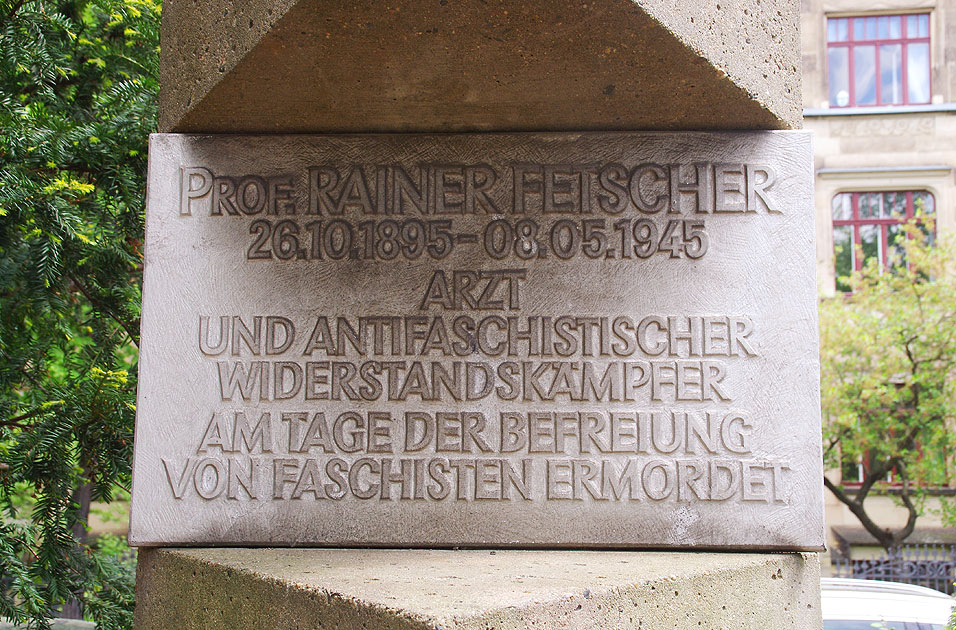 PROF. RAINER FETSCHER
26.10.1895-08.05.1945
ARZT
UND ANTIFASCHISTISCHER
WIDERSTANDSKÄMPFER
AM TAGE DER BEFREIUNG
VON FASCHISTEN ERMORDET